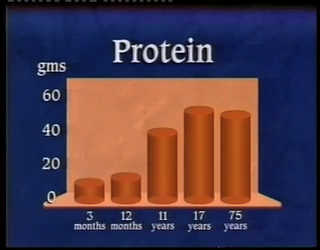 Protein
gms
60
40
20
0
3 months
12 months
11 years
17 years
75 years